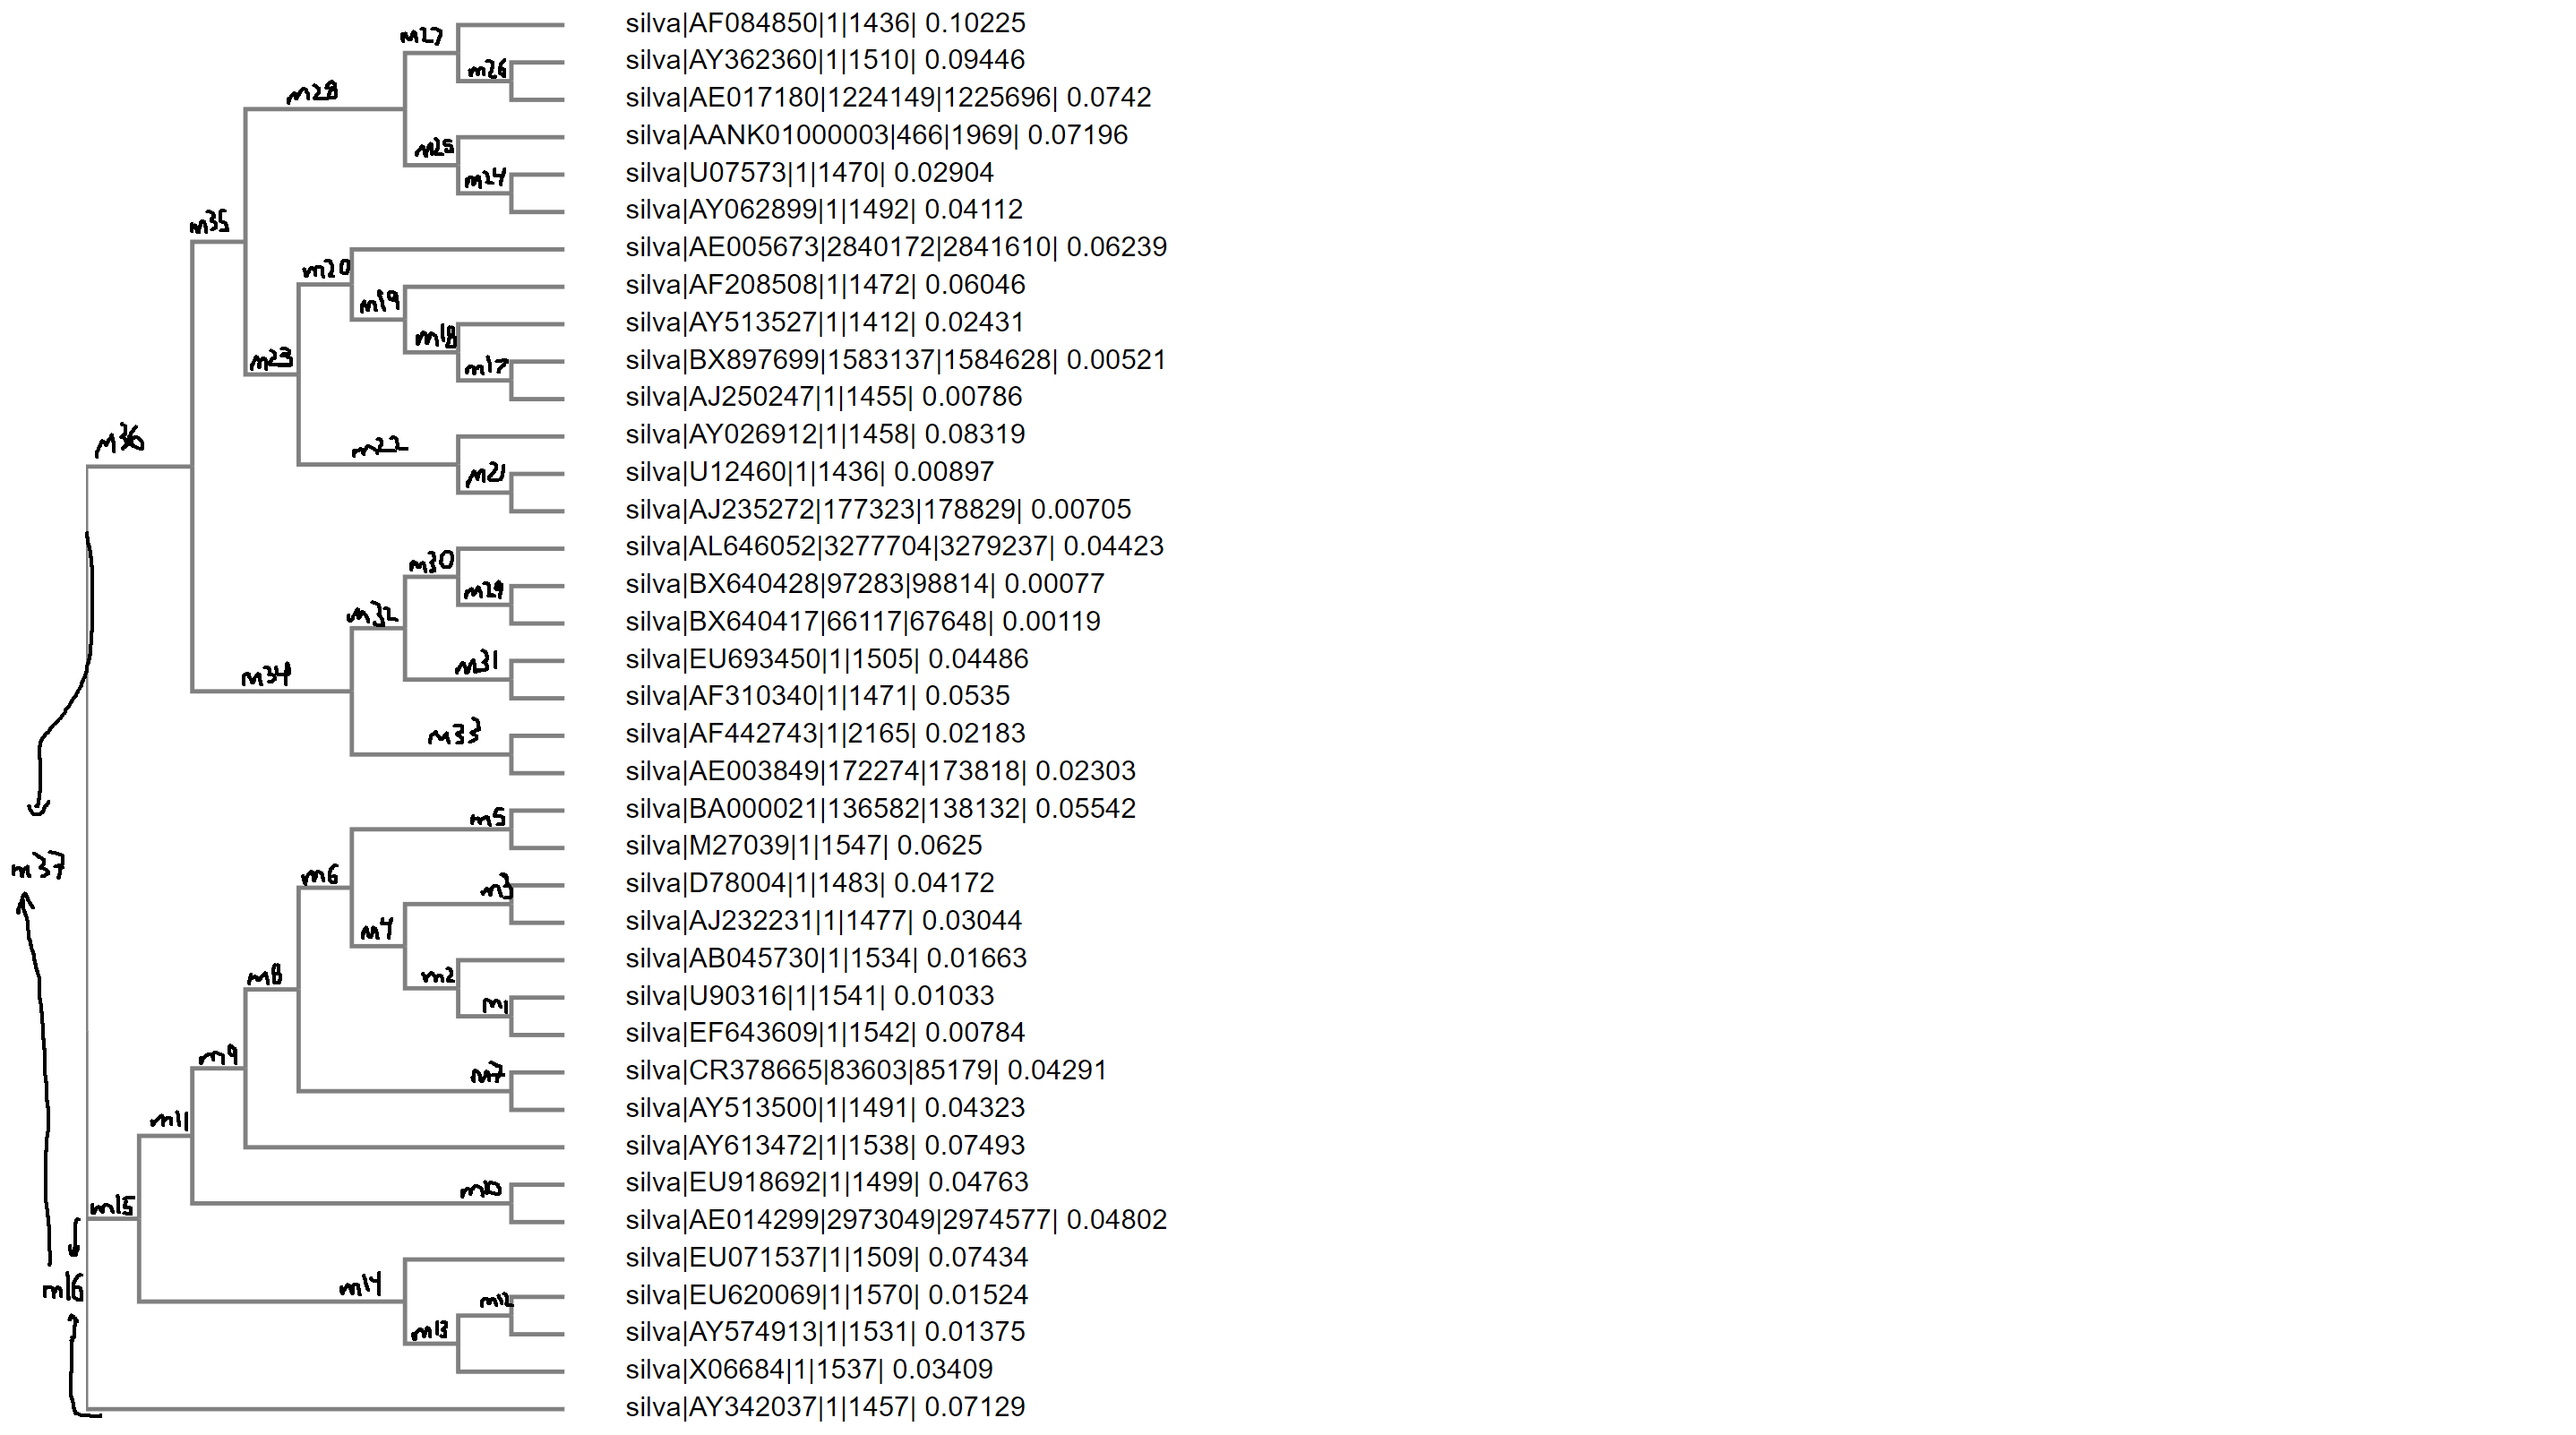 m27 silva|AF084850|1|1436| 0.10225
m26 silva|AY362360|1|1510| 0.09446
m28 silva|AE017180|1224149|1225696| 0.0742
m25 silva|AANK01000003|466|1969| 0.07196
m24 silva|U07573|1|1470| 0.02904
m35 silva|AY062899|1|1492| 0.04112
m20 silva|AE005673|2840172|2841610| 0.06239
m19 silva|AF208508|1|1472| 0.06046
m18 silva|AY513527|1|1412| 0.02431
m23 m17 silva|BX897699|1583137|1584628| 0.00521
silva|AJ250247|1|1455| 0.00786
m36 m22 silva|AY026912|1|1458| 0.08319
m21 silva|U12460|1|1436| 0.00897
silva|AJ235272|177323|178829| 0.00705
m30 silva|AL646052|3277704|3279237| 0.04423
m29 silva|BX640428|97283|98814| 0.00077
m32 silva|BX640417|66117|67648| 0.00119
m31 silva|EU693450|1|1505| 0.04486
m34 silva|AF310340|1|1471| 0.0535
m33 silva|AF442743|1|2165| 0.02183
silva|AE003849|172274|173818| 0.02303
m5 silva|BA000021|136582|138132| 0.05542
m37 m6 silva|M27039|1|1547| 0.0625
m3 silva|D78004|1|1483| 0.04172
m4 silva|AJ232231|1|1477| 0.03044
m8 m2 silva|AB045730|1|1534| 0.01663
m1 silva|U90316|1|1541| 0.01033
silva|EF643609|1|1542| 0.00784
m9 m7 silva|CR378665|83603|85179| 0.04291
m11 silva|AY513500|1|1491| 0.04323
silva|AY613472|1|1538| 0.07493
m10 silva|EU918692|1|1499| 0.04763
m15 silva|AE014299|2973049|2974577| 0.04802
m14 silva|EU071537|1|1509| 0.07434
m16 m12 silva|EU620069|1|1570| 0.01524
m13 silva|AY574913|1|1531| 0.01375
silva|X06684|1|1537| 0.03409
silva|AY342037|1|1457| 0.07129